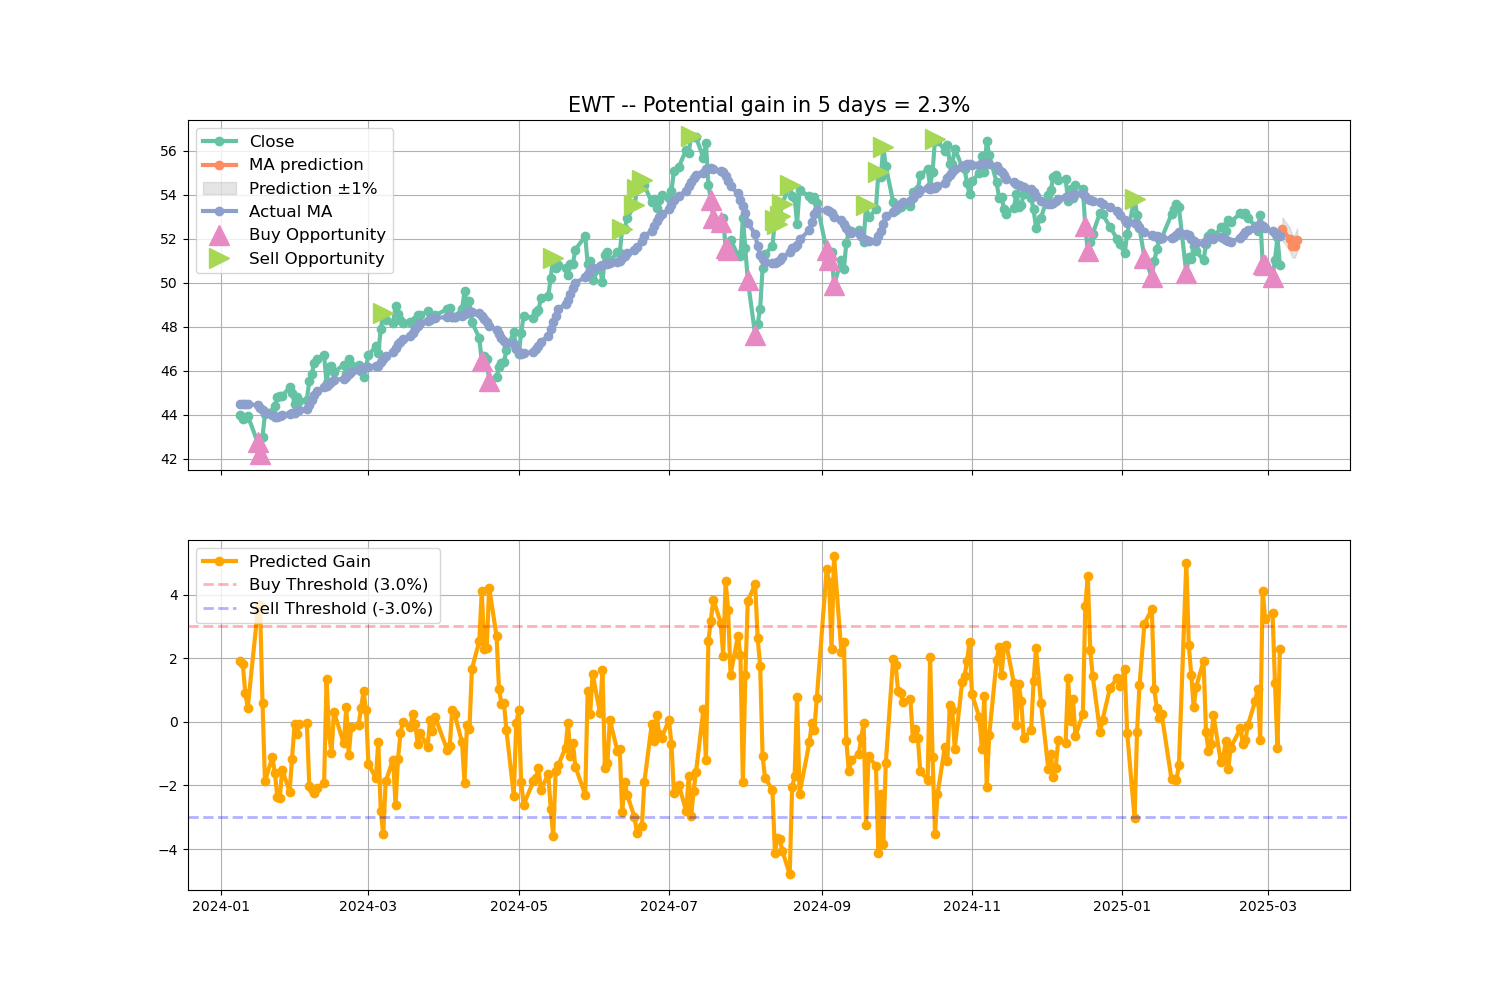 EWT -- Potential gain in 5 days = 2.3%
Close
MA prediction
Prediction ±1%
Actual MA
Buy Opportunity
Sell Opportunity
56
54
52
50
48
46
44
42
Predicted Gain
Buy Threshold (3.0%)
Sell Threshold (-3.0%)
4
2
0
−2
−4
2024-01 2024-03 2024-05 2024-07 2024-09 2024-11 2025-01 2025-03